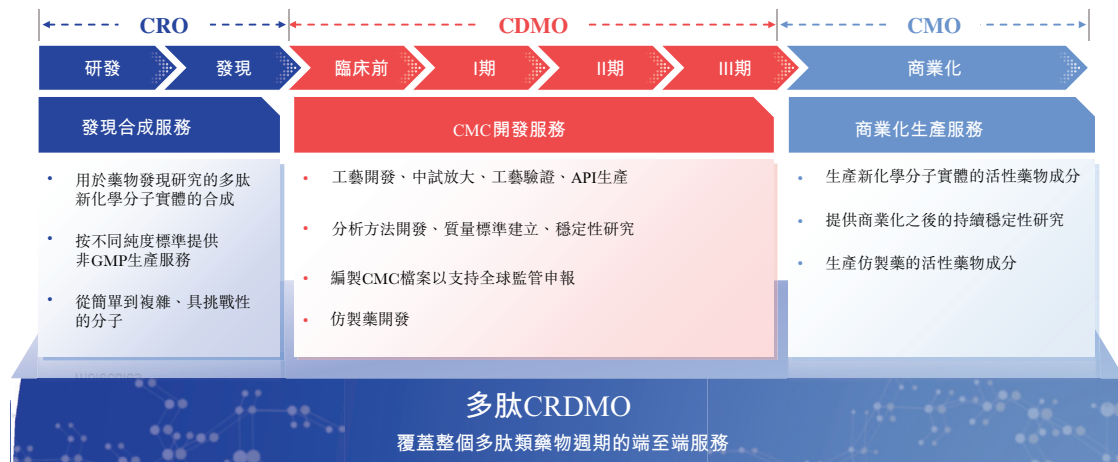 CRO
CDMO
CMO
研發
發現
臨床前
I期
II期
III期
商業化
發現合成服務
CMC開發服務
商業化生產服務
• 用於藥物發現研究的多肽
新化學分子實體的合成
• 按不同純度標準提供
非GMP生產服務
• 從簡單到複雜、具挑戰性
的分子
• 工藝開發、中試放大、工藝驗證、API生產
• 分析方法開發、質量標準建立、穩定性研究
• 編製CMC檔案以支持全球監管申報
• 仿製藥開發
• 生產新化學分子實體的活性藥物成分
• 提供商業化之後的持續穩定性研究
• 生產仿製藥的活性藥物成分
多肽CRDMO
覆蓋整個多肽類藥物週期的端至端服務